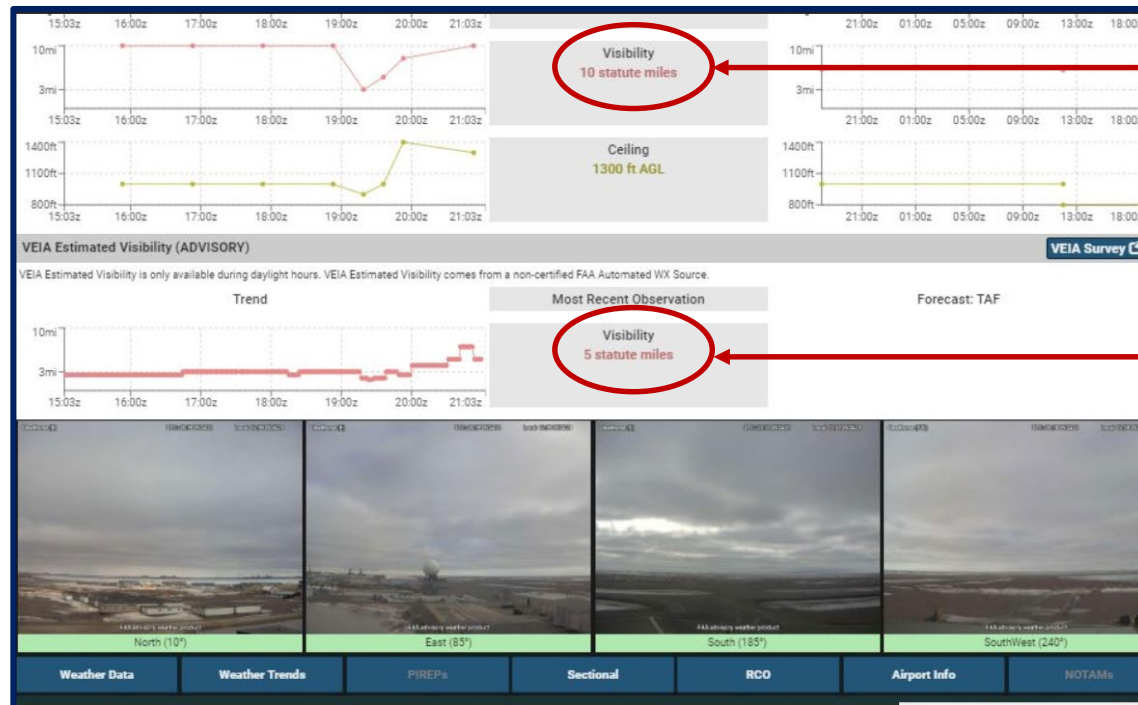 15:03z 16:00z 17:00z 18:00z 19:00z 20:00z 21:03z
21:00z 01:00z 05:00z 09:00z 13:00z 18:00
10mi
3mi
15:03z 16:00z 17:00z 18:00z 19:00z 20:00z 21:03z
Visibility
10 statute miles
10mi
3mi
21:00z 01:00z 05:00z 09:00z 13:00z 18:00
1400ft
1100ft
800ft
15:03z 16:00z 17:00z 18:00z 19:00z 20:00z 21:03z
Ceiling
1300 ft AGL
1400ft
1100ft
800ft
21:00z 01:00z 05:00z 09:00z 13:00z 18:00
VEIA Estimated Visibility (ADVISORY)
VEIA Survey
VEIA Estimated Visibility is only available during daylight hours. VEIA Estimated Visibility comes from a non-certified FAA Automated WX Source.
Trend
Most Recent Observation
Forecast: TAF
10mi
3mi
15:03z 16:00z 17:00z 18:00z 19:00z 20:00z 21:03z
Visibility
5 statute miles
FAA advisory weather product
FAA advisory weather product
FAA advisory weather product
FAA advisory weather product
North (10°)
East (85°)
South (185°)
SouthWest (240°)
Weather Data
Weather Trends
PIREPs
Sectional
RCO
Airport Info
NOTAMs